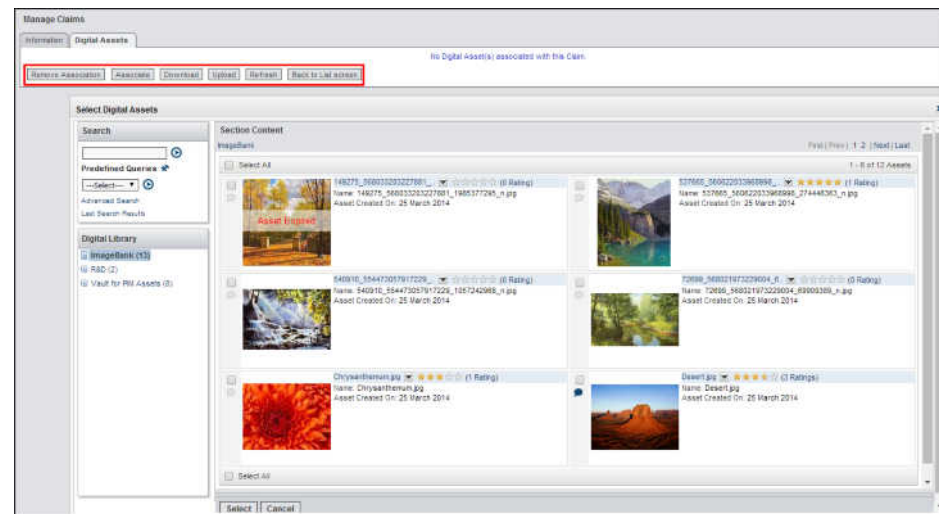 Manage Claims
Information Digital Assets
No Digital Asset(s) associated with this Claim.
Remove Association Associate Download Upload Refresh Back to List screen
Select Digital Assets
Search
Predefined Queries
---Select---
Advanced Search
Last Search Results
Digital Library
ImageBank (13)
R&D (2)
Vault for PIM Assets (0)
Section Content
ImageBank
First | Prev | 1 2 | Next | Last
Select All
1 - 6 of 12 Assets
(0 Rating)
Asset Created On: 25 March 2014
Asset Expired
(1 Rating)
Asset Created On: 25 March 2014
(0 Rating)
Asset Created On: 25 March 2014
(0 Rating)
Asset Created On: 25 March 2014
Chrysanthemum.jpg (1 Rating)
Name: Chrysanthemum.jpg
Asset Created On: 25 March 2014
Desert.jpg (3 Ratings)
Name: Desert.jpg
Asset Created On: 25 March 2014
Select All
Select Cancel